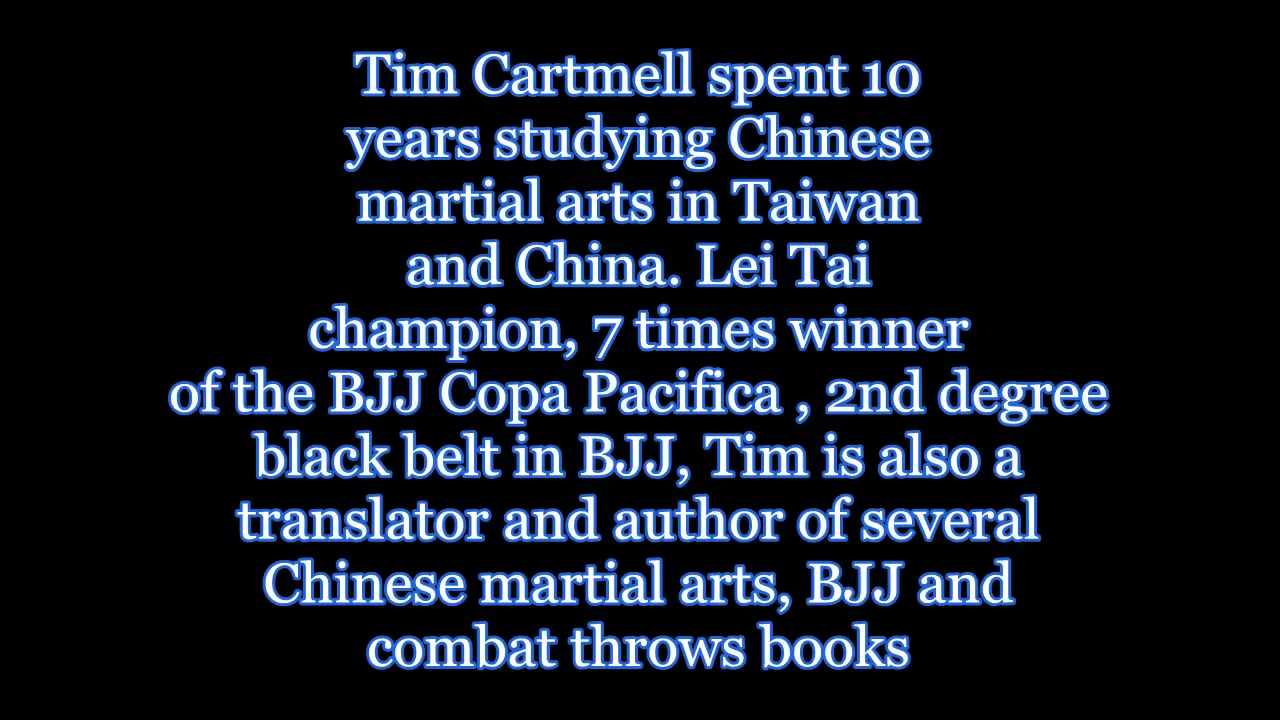 Tim Cartmell spent 10
years studying Chinese
martial arts in Taiwan
and China. Lei Tai
champion, 7 times winner
of the BJJ Copa Pacifica , 2nd degree
black belt in BJJ, Tim is also a
translator and author of several
Chinese martial arts, BJJ and
combat throws books